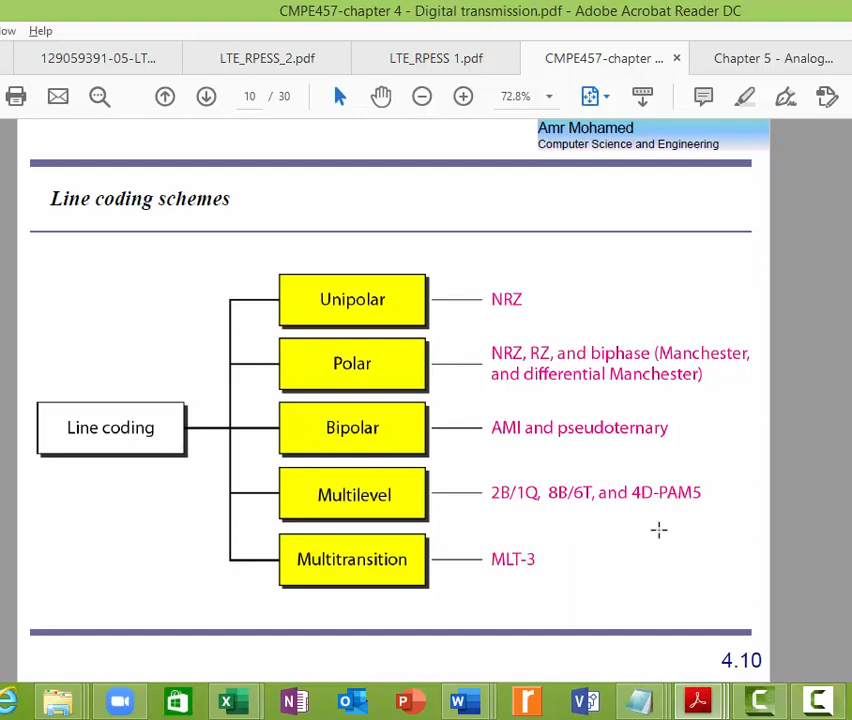 CMPE457-chapter 4 - Digital transmission.pdf - Adobe Acrobat Reader DC
ow Help
129059391-05-LT... LTE_RPESS_2.pdf LTE_RPESS 1.pdf CMPE457-chapter ... × Chapter 5 - Analog...
10 / 30 72.8%
Amr Mohamed
Computer Science and Engineering
Line coding schemes
Unipolar NRZ
Polar NRZ, RZ, and biphase (Manchester,
and differential Manchester)
Line coding Bipolar AMI and pseudoternary
Multilevel 2B/1Q, 8B/6T, and 4D-PAM5
Multitransition MLT-3
4.10